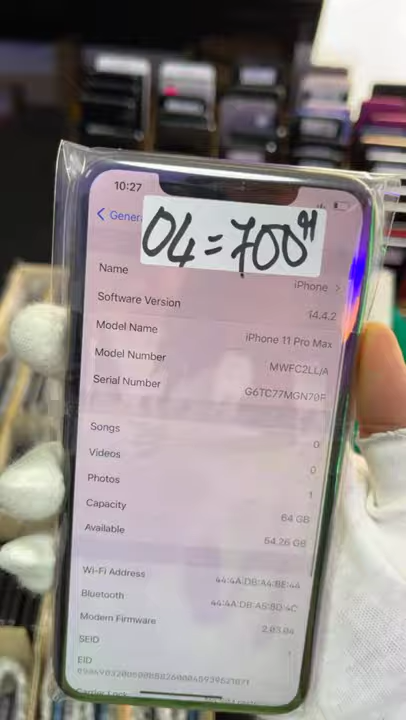 10:27
Gener
04=700
Name
iPhone
Software Version
14.4.2
Model Name
iPhone 11 Pro Max
Model Number
MWFC2LL/A
Serial Number
G6TC77MGN70F
Songs
0
Videos
0
Photos
1
Capacity
64 GB
Available
54.26 GB
Wi-Fi Address
44:4A:DB:A4:BE:44
Bluetooth
44:4A:DB:A5:8D:4C
Modem Firmware
2.03.04
SEID
EID
Carrier Lock